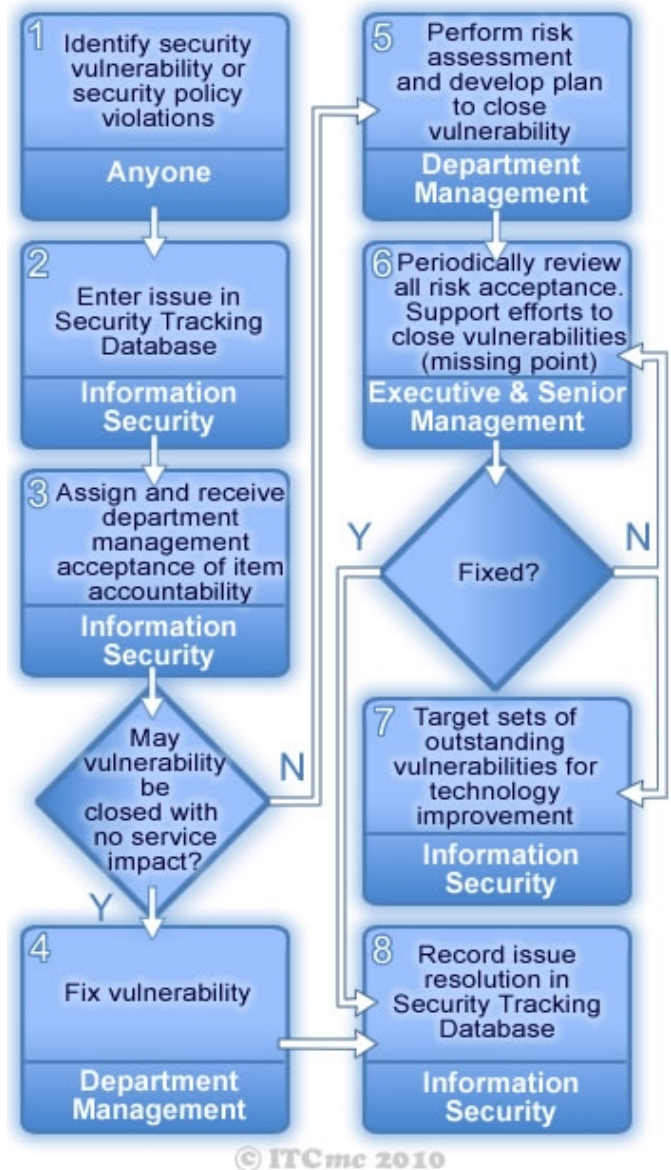 1
Identify security
vulnerability or
security policy
violations
Anyone
2
Enter issue in
Security Tracking
Database
Information
Security
3
Assign and receive
department
management
acceptance of item
accountability
Information
Security
May
vulnerability
be
closed with
no service
impact?
N
Y
4
Fix vulnerability
Department
Management
5
Perform risk
assessment
and develop plan
to close
vulnerability
Department
Management
6
Periodically review
all risk acceptance.
Support efforts to
close vulnerabilities
(missing point)
Executive & Senior
Management
Y
Fixed?
N
7
Target sets of
outstanding
vulnerabilities for
technology
improvement
Information
Security
8
Record issue
resolution in
Security Tracking
Database
Information
Security
© ITCmc 2010